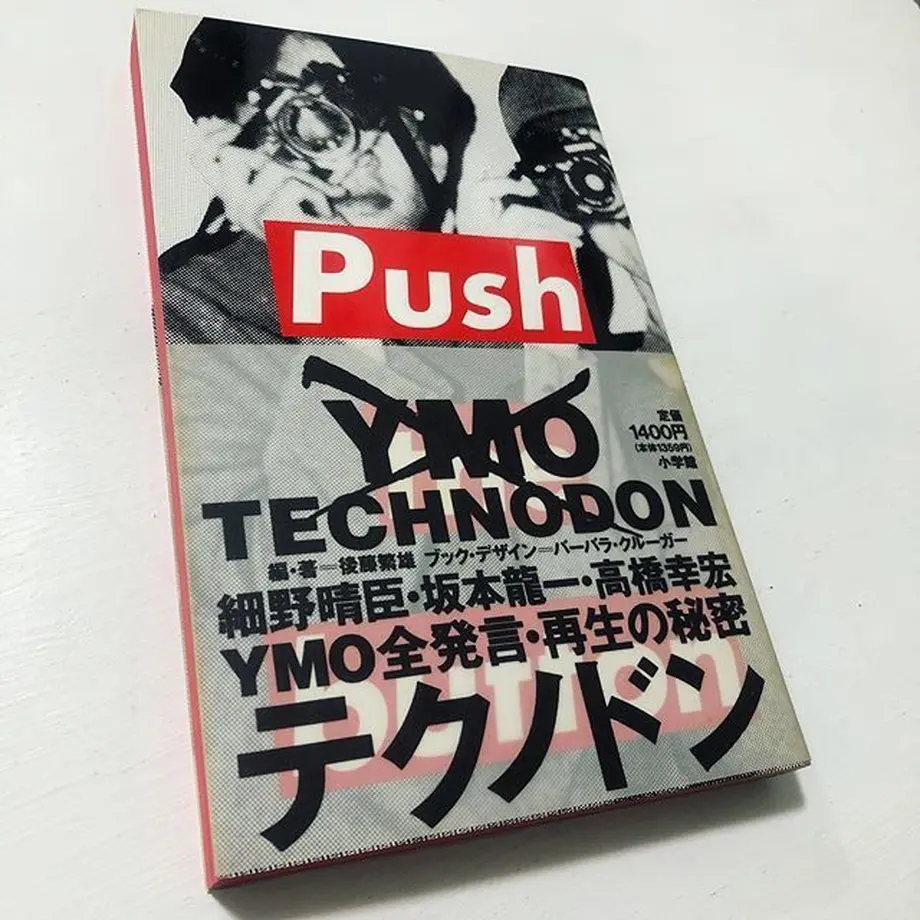 Push
YMO
TECHNODON
定価
1400円
(本体1359円)
小学館
編・著＝後藤繁雄 ブック・デザイン＝バーバラ・クルーガー
細野晴臣・坂本龍一・高橋幸宏
YMO全発言・再生の秘密
button
テクノドン